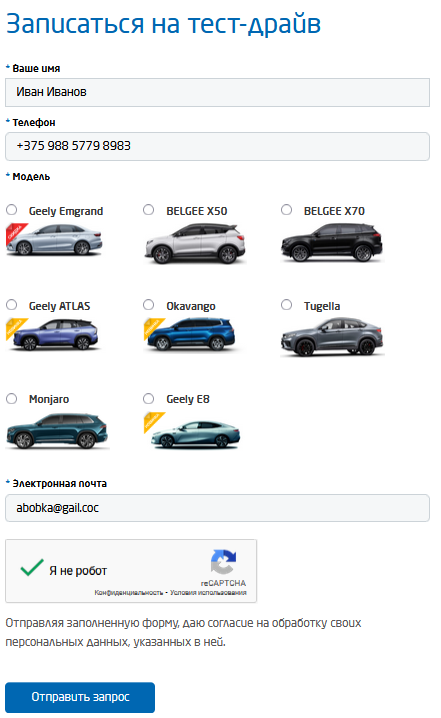 Записаться на тест-драйв
* Ваше имя
Иван Иванов
* Телефон
+375 988 5779 8983
* Модель
Geely Emgrand
BELGEE X50
BELGEE X70
Geely ATLAS
Okavango
Tugella
Monjaro
Geely E8
* Электронная почта
abobka@gail.coc
Я не робот
reCAPTCHA
Конфиденциальность - Условия использования
Отправляя заполненную форму, даю согласие на обработку своих
персональных данных, указанных в ней.
Отправить запрос